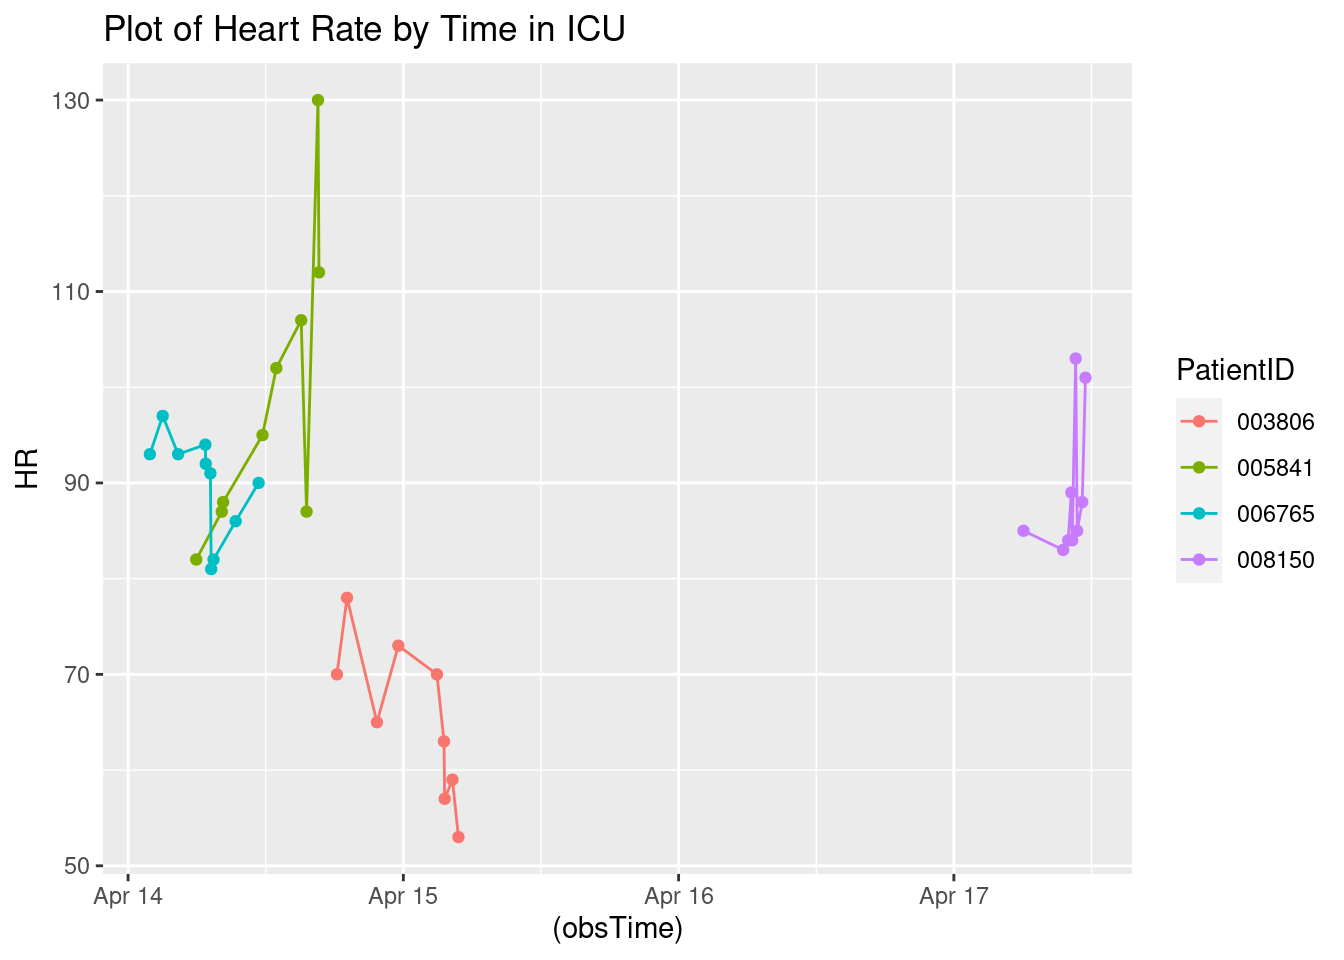 Plot of Heart Rate by Time in ICU
HR
130
110
90
70
50
Apr 14
Apr 15
Apr 16
Apr 17
(obsTime)
PatientID
003806
005841
006765
008150